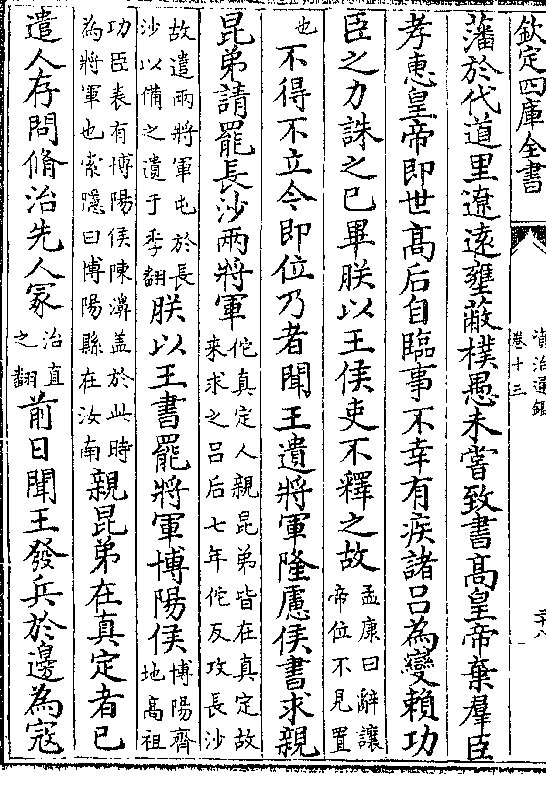 欽定四庫全書
資治通鑑
卷十三
藩於代道里遼遠壅蔽樸愚未嘗致書高皇帝棄羣臣
孝惠皇帝即世高后自臨事不幸有疾諸呂為變賴功
臣之力誅之已畢朕以王侯吏不釋之故孟康曰辭讓帝位不見置
也不得不立今即位乃者聞王遺將軍隆慮侯書求親
昆弟請罷長沙兩將軍佗真定人親昆弟皆在真定故來求之呂后七年佗反攻長沙
故遣兩將軍屯於長沙以備之遺于季翻朕以王書罷將軍博陽侯博陽齊地高祖
功臣表有博陽侯陳濞盖於此時為將軍也索隱曰博陽縣在汝南親昆弟在真定者已
遣人存問脩治先人冢治直之翻前日聞王發兵於邊為寇